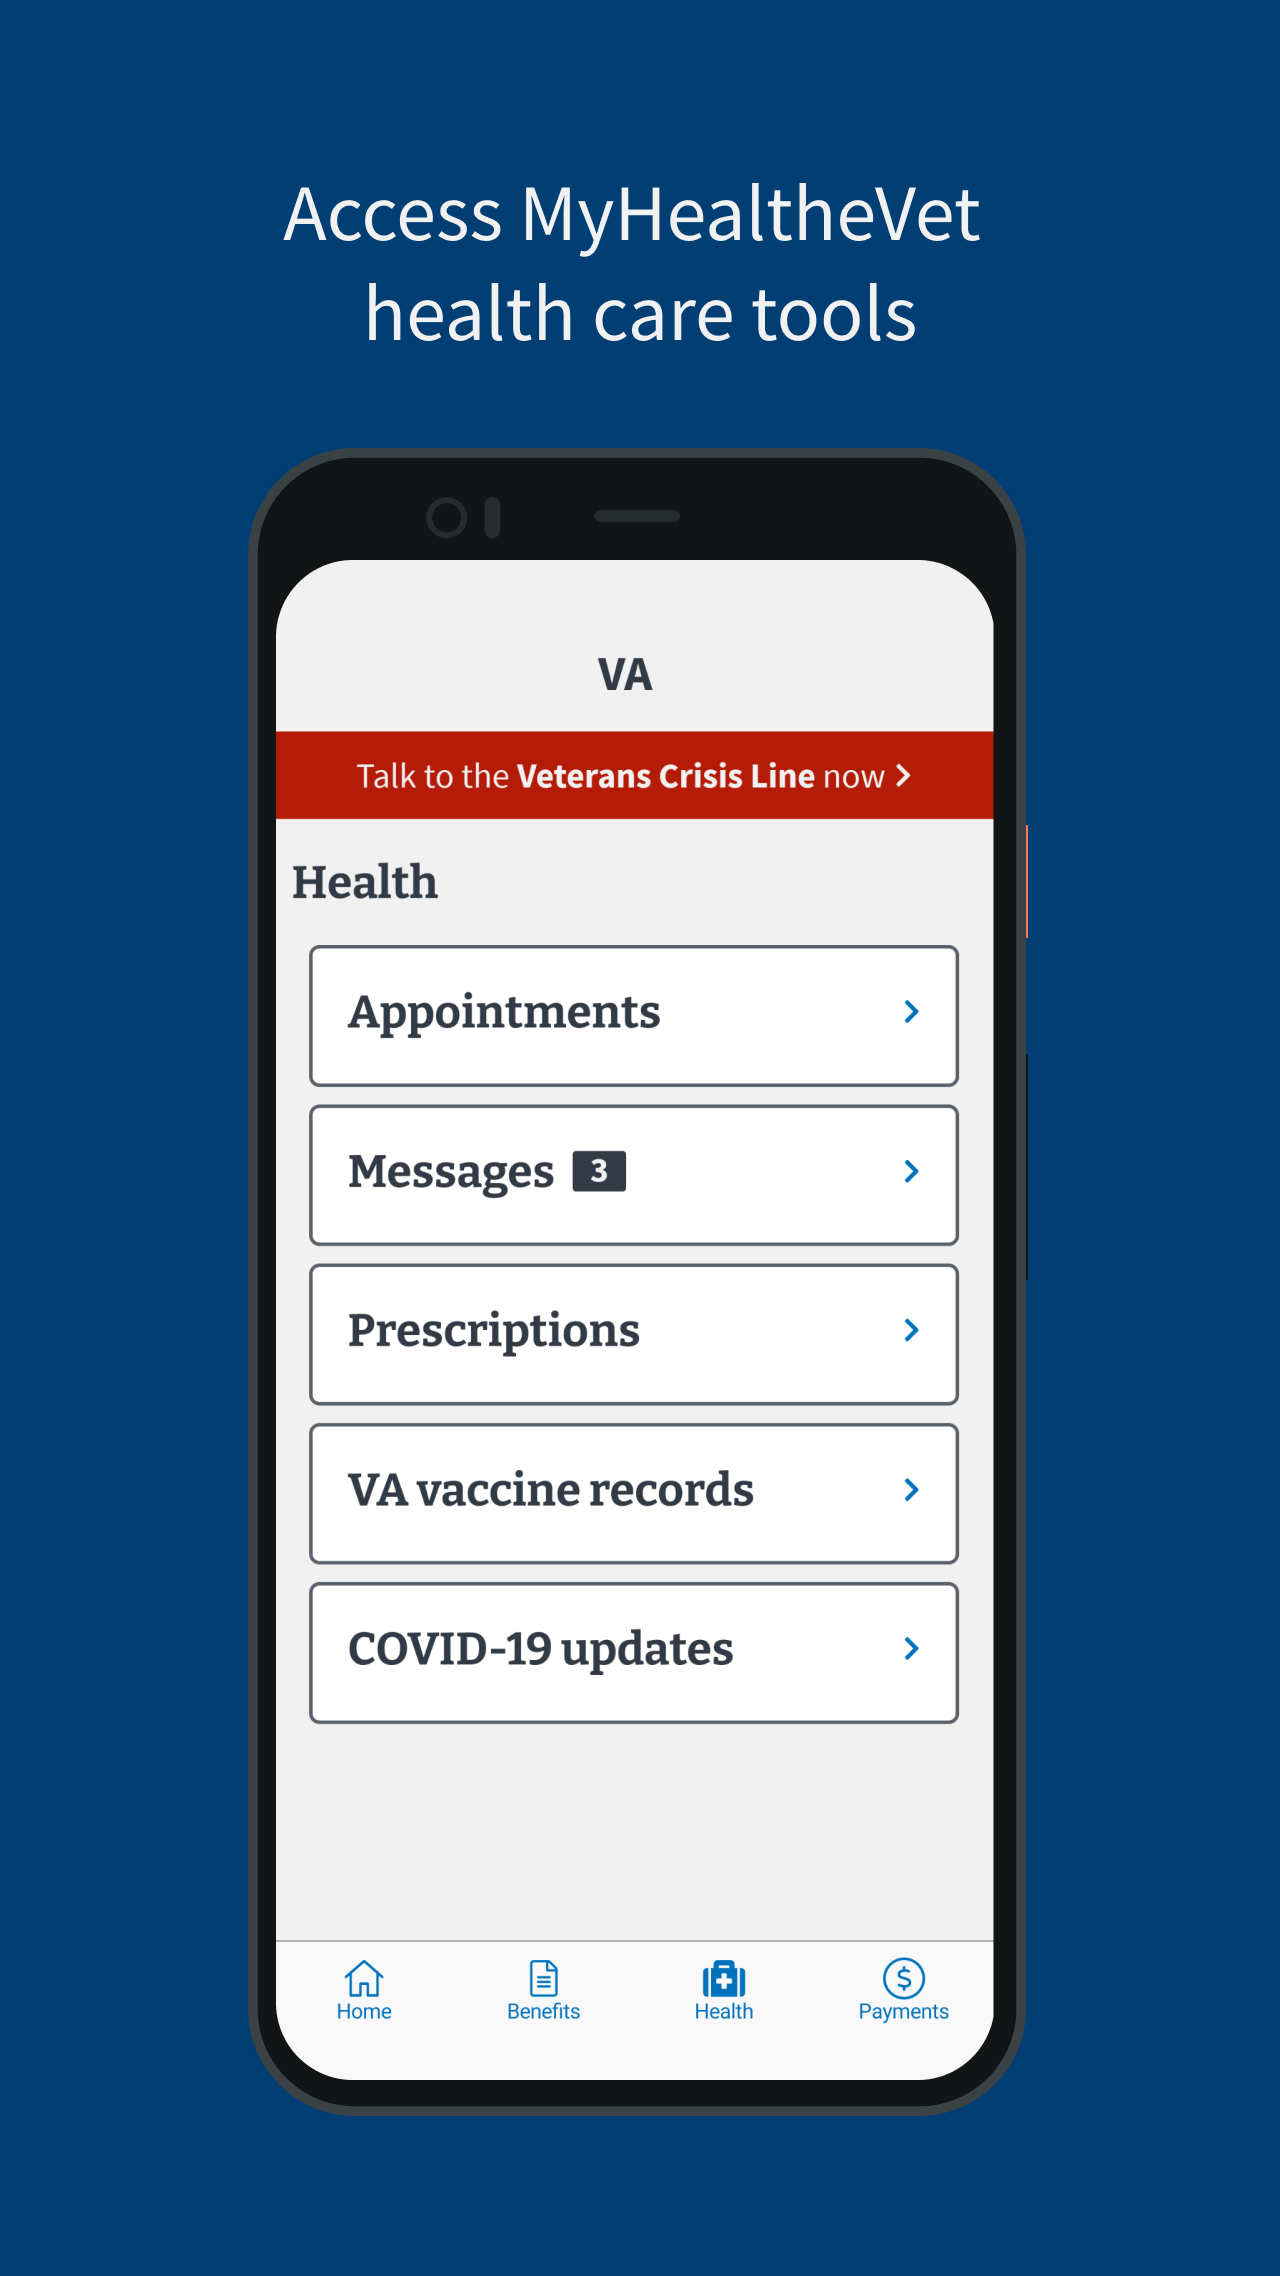 Access MyHealtheVet
health care tools
VA
Talk to the Veterans Crisis Line now
Health
Appointments
Messages 3
Prescriptions
VA vaccine records
COVID-19 updates
Home Benefits Health Payments